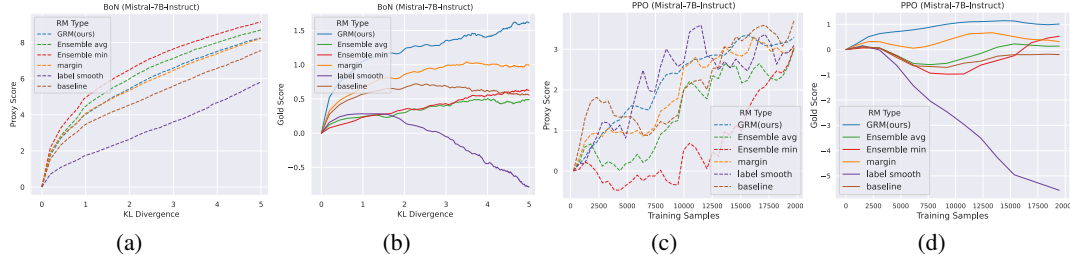 BoN (Mistral-7B-Instruct)
Proxy Score
8
6
4
2
0
RM Type
GRM(ours)
Ensemble avg
Ensemble min
margin
label smooth
baseline
0 1 2 3 4 5
KL Divergence
(a)
BoN (Mistral-7B-Instruct)
Gold Score
1.5
1.0
0.5
0.0
−0.5
RM Type
GRM(ours)
Ensemble avg
Ensemble min
margin
label smooth
baseline
0 1 2 3 4 5
KL Divergence
(b)
PPO (Mistral-7B-Instruct)
Proxy Score
3
2
1
0
RM Type
GRM(ours)
Ensemble avg
Ensemble min
margin
label smooth
baseline
0 2500 5000 7500 10000 12500 15000 17500 20000
Training Samples
(c)
PPO (Mistral-7B-Instruct)
Gold Score
1
0
−1
−2
−3
−4
−5
RM Type
GRM(ours)
Ensemble avg
Ensemble min
margin
label smooth
baseline
0 2500 5000 7500 10000 12500 15000 17500 20000
Training Samples
(d)